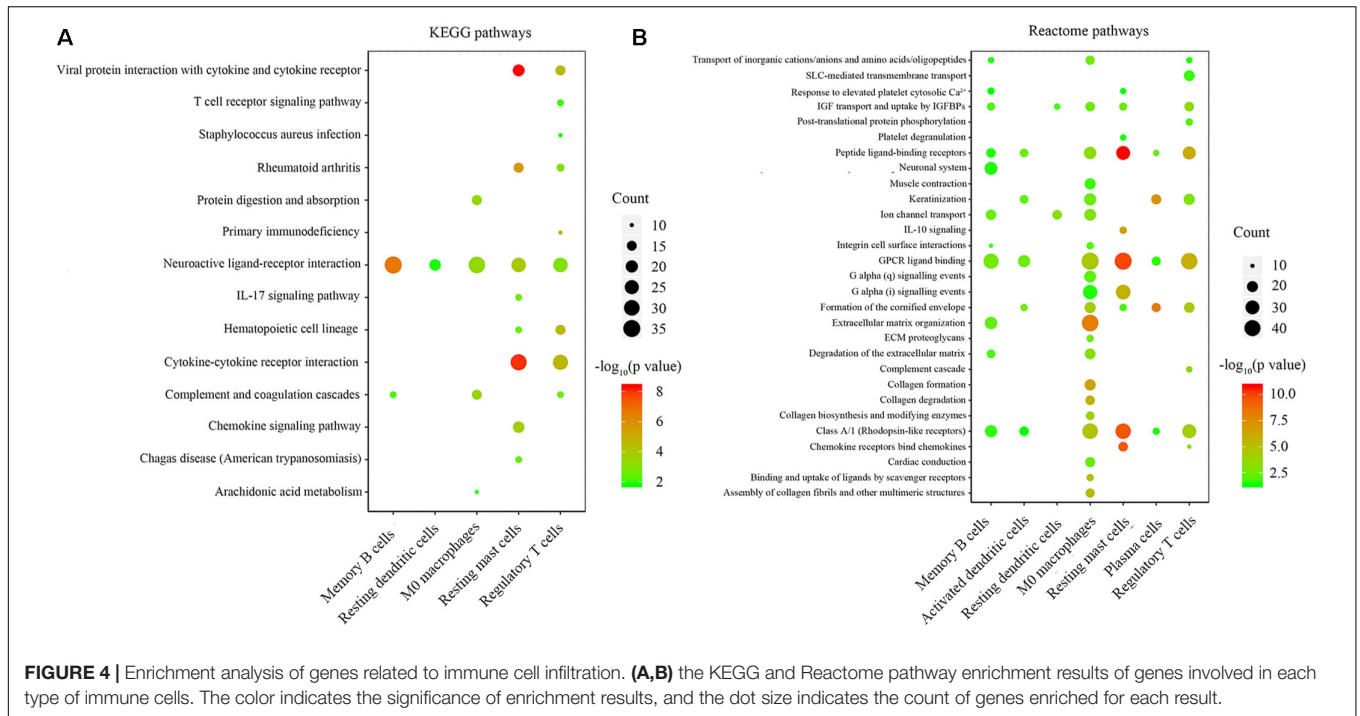 A
KEGG pathways
Viral protein interaction with cytokine and cytokine receptor
T cell receptor signaling pathway
Staphylococcus aureus infection
Rheumatoid arthritis
Protein digestion and absorption
Primary immunodeficiency
Neuroactive ligand-receptor interaction
IL-17 signaling pathway
Hematopoietic cell lineage
Cytokine-cytokine receptor interaction
Complement and coagulation cascades
Chemokine signaling pathway
Chagas disease (American trypanosomiasis)
Arachidonic acid metabolism
Memory B cells
Resting dendritic cells
M0 macrophages
Resting mast cells
Regulatory T cells
Count
10
15
20
25
30
35
-log10(p value)
8
6
4
2
B
Reactome pathways
Transport of inorganic cations/anions and amino acids/oligopeptides
SLC-mediated transmembrane transport
Response to elevated platelet cytosolic Ca²⁺
IGF transport and uptake by IGFBPs
Post-translational protein phosphorylation
Platelet degranulation
Peptide ligand-binding receptors
Neuronal system
Muscle contraction
Keratinization
Ion channel transport
IL-10 signaling
Integrin cell surface interactions
GPCR ligand binding
G alpha (q) signalling events
G alpha (i) signalling events
Formation of the cornified envelope
Extracellular matrix organization
ECM proteoglycans
Degradation of the extracellular matrix
Complement cascade
Collagen formation
Collagen degradation
Collagen biosynthesis and modifying enzymes
Class A/1 (Rhodopsin-like receptors)
Chemokine receptors bind chemokines
Cardiac conduction
Binding and uptake of ligands by scavenger receptors
Assembly of collagen fibrils and other multimeric structures
Memory B cells
Activated dendritic cells
Resting dendritic cells
M0 macrophages
Resting mast cells
Plasma cells
Regulatory T cells
Count
10
20
30
40
-log10(p value)
10.0
7.5
5.0
2.5
FIGURE 4 | Enrichment analysis of genes related to immune cell infiltration. (A,B) the KEGG and Reactome pathway enrichment results of genes involved in each
type of immune cells. The color indicates the significance of enrichment results, and the dot size indicates the count of genes enriched for each result.